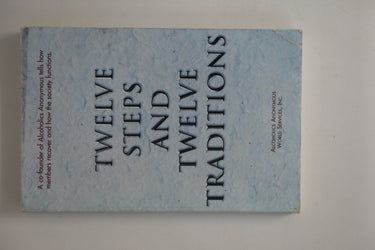 A co-founder of Alcoholics Anonymous tells how
members recover and how the society functions.
TWELVE
STEPS
AND
TWELVE
TRADITIONS
ALCOHOLICS ANONYMOUS
WORLD SERVICES, INC.